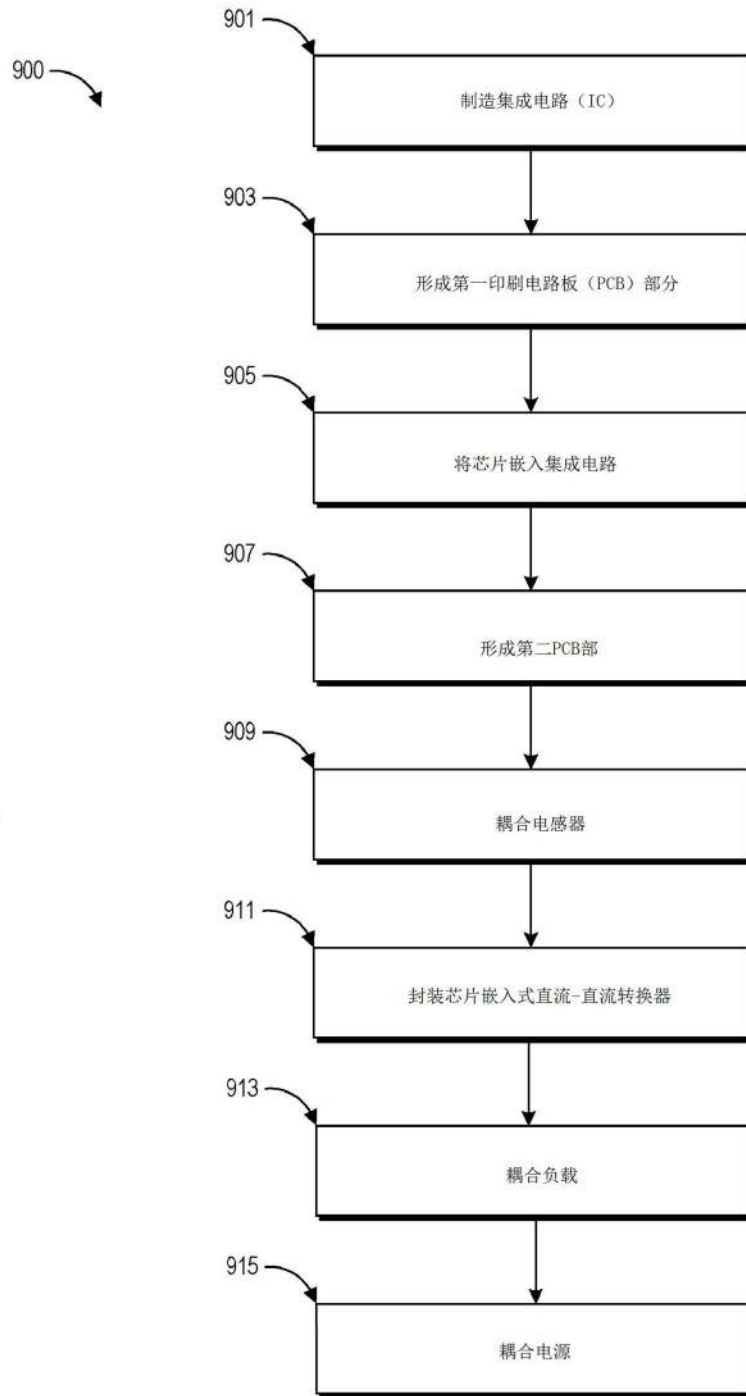 901
900
制造集成电路（IC）
903
形成第一印刷电路板（PCB）部分
905
将芯片嵌入集成电路
907
形成第二PCB部
909
耦合电感器
911
封装芯片嵌入式直流-直流转换器
913
耦合负载
915
耦合电源